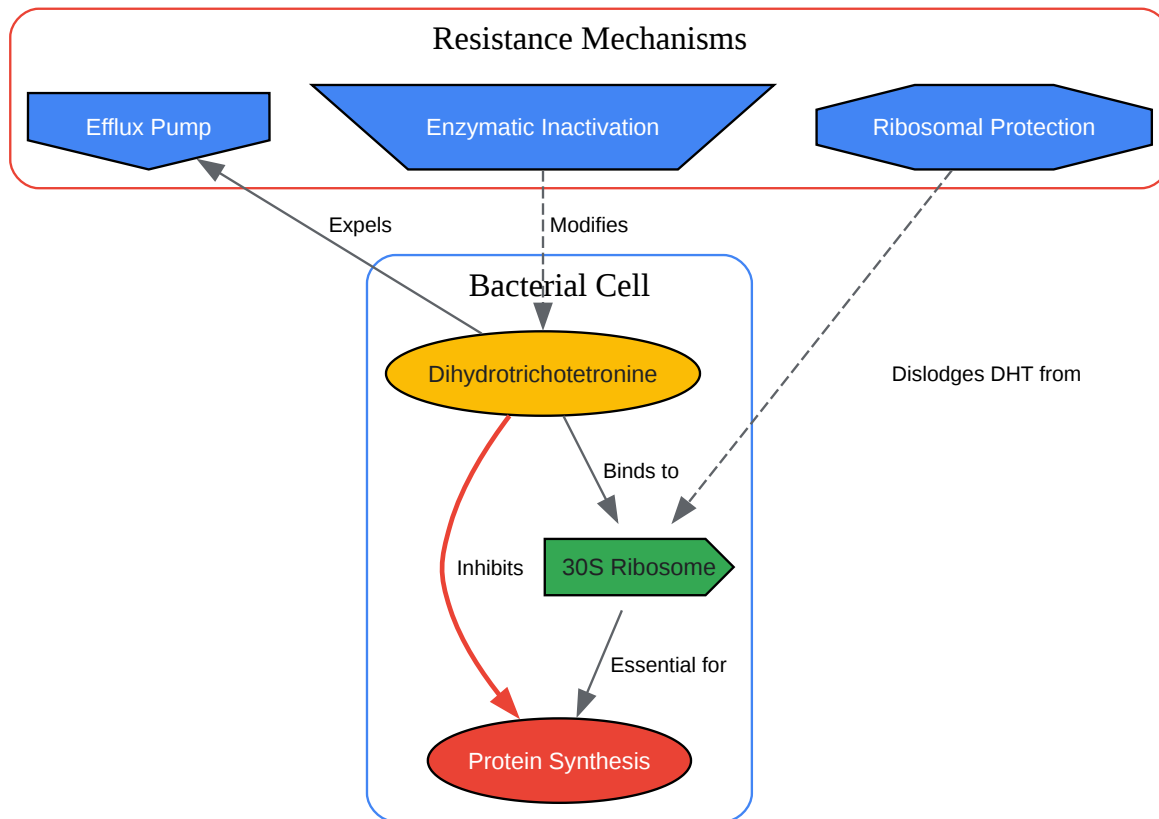 Resistance Mechanisms
Efflux Pump
Enzymatic Inactivation
Ribosomal Protection
Expels
Modifies
Bacterial Cell
Dihydrotrichotetronine
Dislodges DHT from
Binds to
Inhibits
30S Ribosome
Essential for
Protein Synthesis